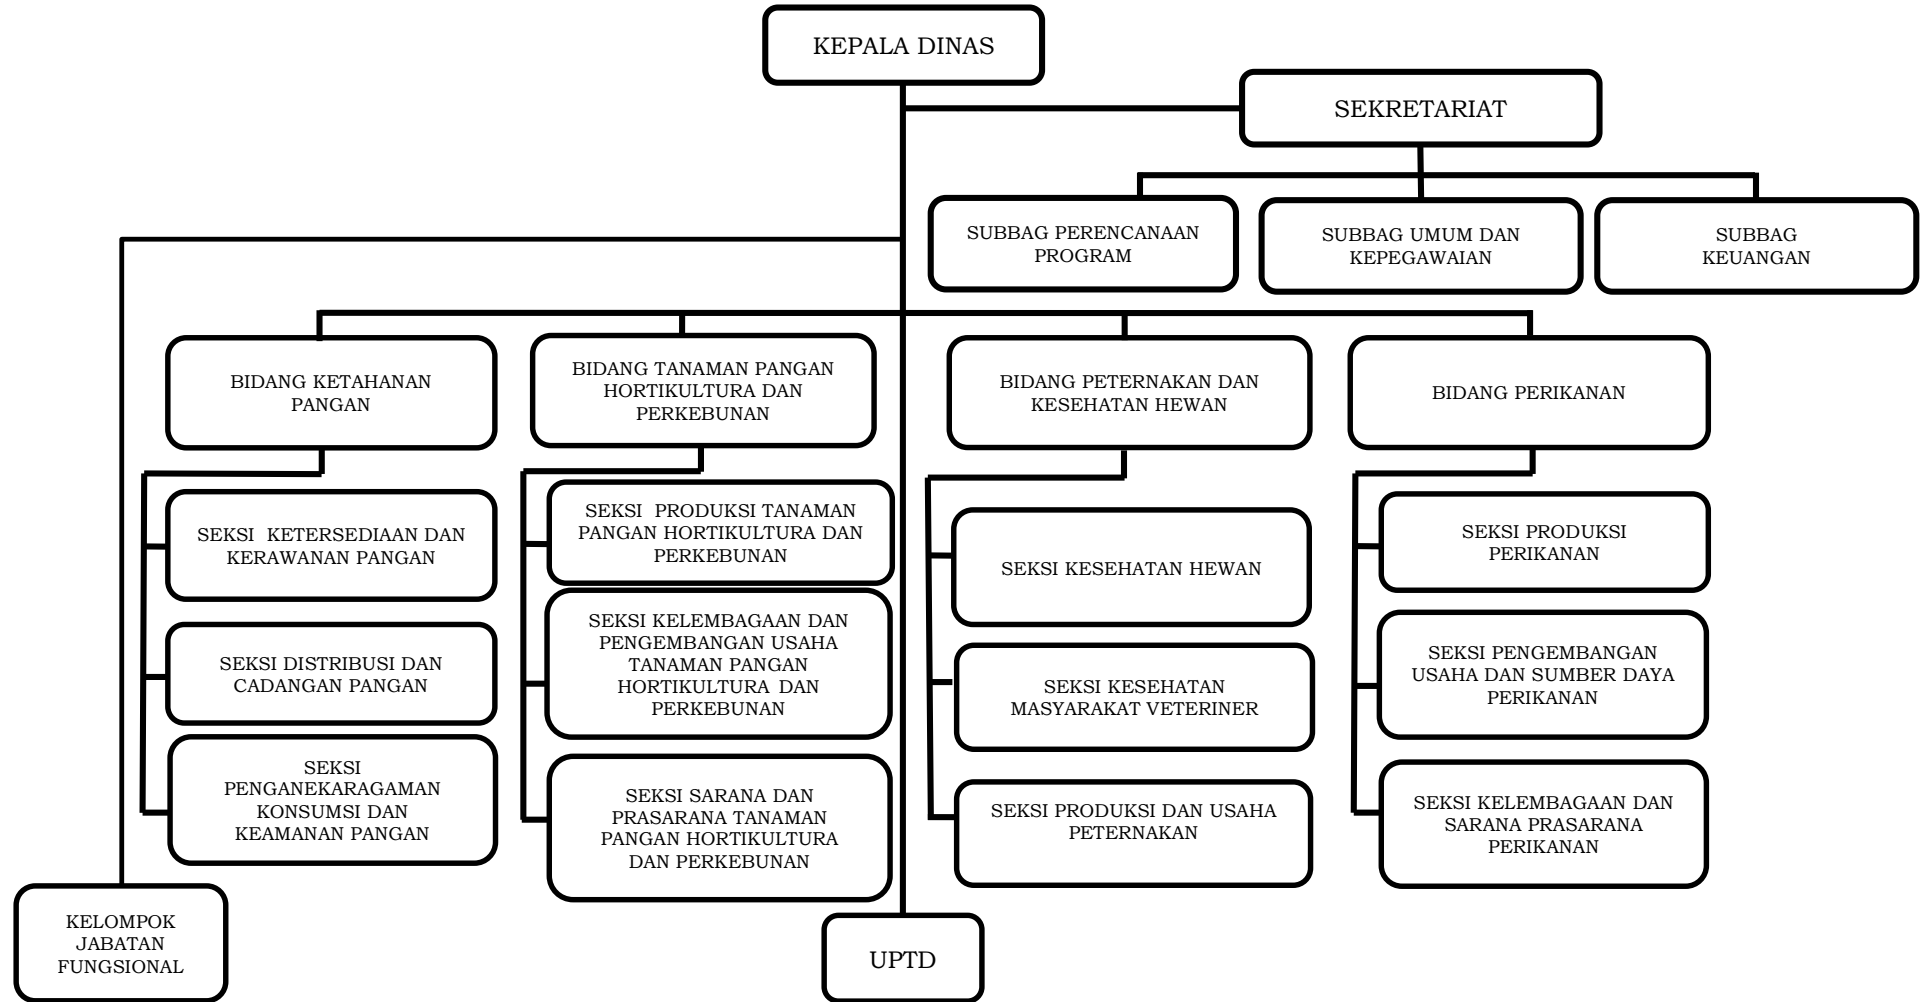 KEPALA DINAS
SEKRETARIAT
SUBBAG PERENCANAAN
PROGRAM
SUBBAG UMUM DAN
KEPEGAWAIAN
SUBBAG
KEUANGAN
BIDANG KETAHANAN
PANGAN
BIDANG TANAMAN PANGAN
HORTIKULTURA DAN
PERKEBUNAN
BIDANG PETERNAKAN DAN
KESEHATAN HEWAN
BIDANG PERIKANAN
SEKSI KETERSEDIAAN DAN
KERAWANAN PANGAN
SEKSI DISTRIBUSI DAN
CADANGAN PANGAN
SEKSI
PENGANEKARAGAMAN
KONSUMSI DAN
KEAMANAN PANGAN
SEKSI PRODUKSI TANAMAN
PANGAN HORTIKULTURA DAN
PERKEBUNAN
SEKSI KELEMBAGAAN DAN
PENGEMBANGAN USAHA
TANAMAN PANGAN
HORTIKULTURA DAN
PERKEBUNAN
SEKSI SARANA DAN
PRASARANA TANAMAN
PANGAN HORTIKULTURA
DAN PERKEBUNAN
SEKSI KESEHATAN HEWAN
SEKSI KESEHATAN
MASYARAKAT VETERINER
SEKSI PRODUKSI DAN USAHA
PETERNAKAN
SEKSI PRODUKSI
PERIKANAN
SEKSI PENGEMBANGAN
USAHA DAN SUMBER DAYA
PERIKANAN
SEKSI KELEMBAGAAN DAN
SARANA PRASARANA
PERIKANAN
KELOMPOK
JABATAN
FUNGSIONAL
UPTD